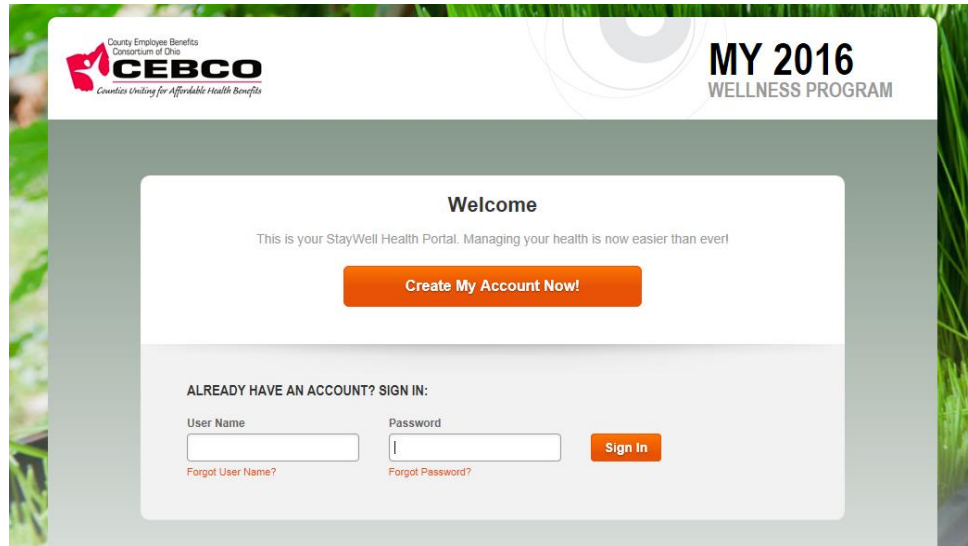 County Employee Benefits
Consortium of Ohio
CEBCO
Counties Uniting for Affordable Health Benefits
MY 2016
WELLNESS PROGRAM
Welcome
This is your StayWell Health Portal. Managing your health is now easier than ever!
Create My Account Now!
ALREADY HAVE AN ACCOUNT? SIGN IN:
User Name
Password
Sign In
Forgot User Name?
Forgot Password?